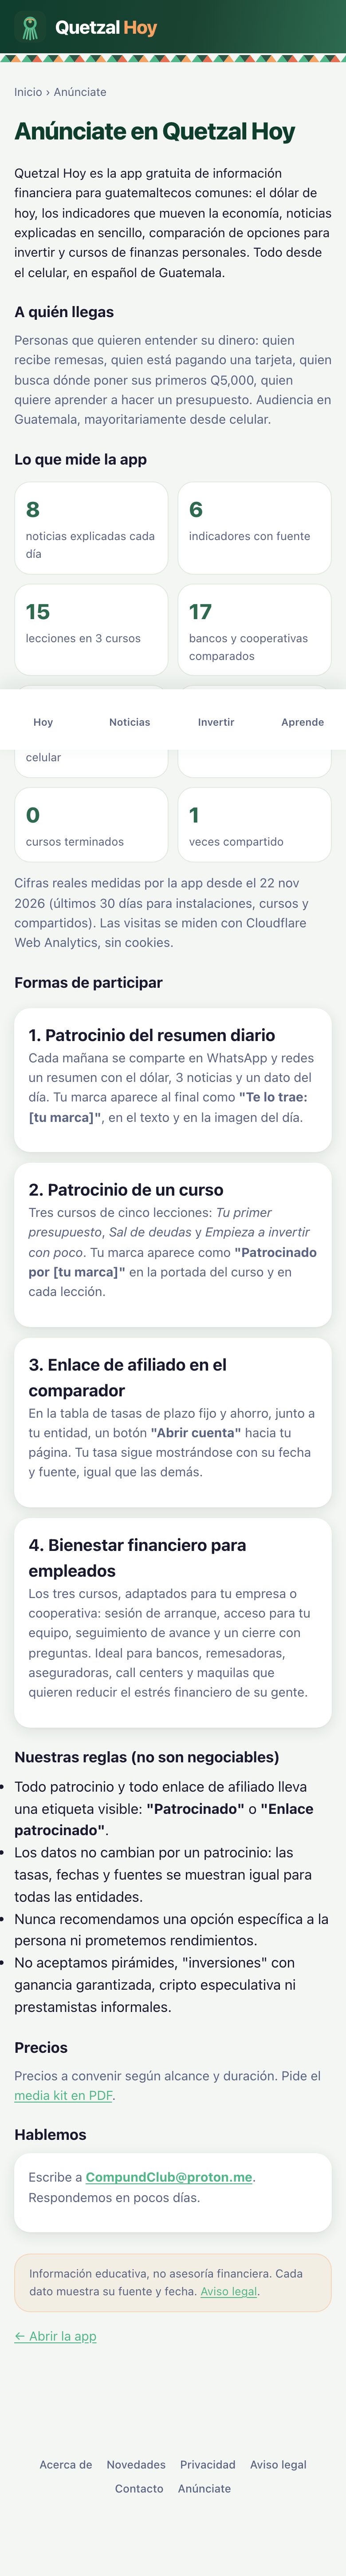 Quetzal Hoy
Inicio › Anúnciate
Anúnciate en Quetzal Hoy
Quetzal Hoy es la app gratuita de información
financiera para guatemaltecos comunes: el dólar de
hoy, los indicadores que mueven la economía, noticias
explicadas en sencillo, comparación de opciones para
invertir y cursos de finanzas personales. Todo desde
el celular, en español de Guatemala.
A quién llegas
Personas que quieren entender su dinero: quien
recibe remesas, quien está pagando una tarjeta, quien
busca dónde poner sus primeros Q5,000, quien
quiere aprender a hacer un presupuesto. Audiencia en
Guatemala, mayoritariamente desde celular.
Lo que mide la app
8
noticias explicadas cada
día
6
indicadores con fuente
15
lecciones en 3 cursos
17
bancos y cooperativas
comparados
Hoy Noticias Invertir Aprende
celular
0
cursos terminados
1
veces compartido
Cifras reales medidas por la app desde el 22 nov
2026 (últimos 30 días para instalaciones, cursos y
compartidos). Las visitas se miden con Cloudflare
Web Analytics, sin cookies.
Formas de participar
1. Patrocinio del resumen diario
Cada mañana se comparte en WhatsApp y redes
un resumen con el dólar, 3 noticias y un dato del
día. Tu marca aparece al final como "Te lo trae:
[tu marca]", en el texto y en la imagen del día.
2. Patrocinio de un curso
Tres cursos de cinco lecciones: Tu primer
presupuesto, Sal de deudas y Empieza a invertir
con poco. Tu marca aparece como "Patrocinado
por [tu marca]" en la portada del curso y en
cada lección.
3. Enlace de afiliado en el
comparador
En la tabla de tasas de plazo fijo y ahorro, junto a
tu entidad, un botón "Abrir cuenta" hacia tu
página. Tu tasa sigue mostrándose con su fecha
y fuente, igual que las demás.
4. Bienestar financiero para
empleados
Los tres cursos, adaptados para tu empresa o
cooperativa: sesión de arranque, acceso para tu
equipo, seguimiento de avance y un cierre con
preguntas. Ideal para bancos, remesadoras,
aseguradoras, call centers y maquilas que
quieren reducir el estrés financiero de su gente.
Nuestras reglas (no son negociables)
• Todo patrocinio y todo enlace de afiliado lleva
una etiqueta visible: "Patrocinado" o "Enlace
patrocinado".
• Los datos no cambian por un patrocinio: las
tasas, fechas y fuentes se muestran igual para
todas las entidades.
• Nunca recomendamos una opción específica a la
persona ni prometemos rendimientos.
• No aceptamos pirámides, "inversiones" con
ganancia garantizada, cripto especulativa ni
prestamistas informales.
Precios
Precios a convenir según alcance y duración. Pide el
media kit en PDF.
Hablemos
Escribe a CompundClub@proton.me.
Respondemos en pocos días.
Información educativa, no asesoría financiera. Cada
dato muestra su fuente y fecha. Aviso legal.
← Abrir la app
Acerca de Novedades Privacidad Aviso legal
Contacto Anúnciate